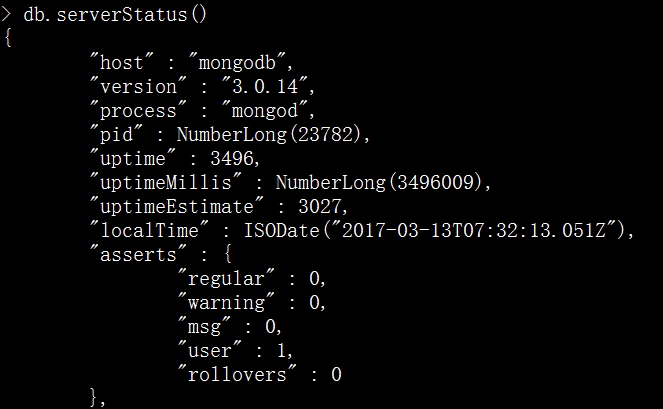 > db.serverStatus()
{
"host" : "mongodb",
"version" : "3.0.14",
"process" : "mongod",
"pid" : NumberLong(23782),
"uptime" : 3496,
"uptimeMillis" : NumberLong(3496009),
"uptimeEstimate" : 3027,
"localTime" : ISODate("2017-03-13T07:32:13.051Z"),
"asserts" : {
"regular" : 0,
"warning" : 0,
"msg" : 0,
"user" : 1,
"rollovers" : 0
},